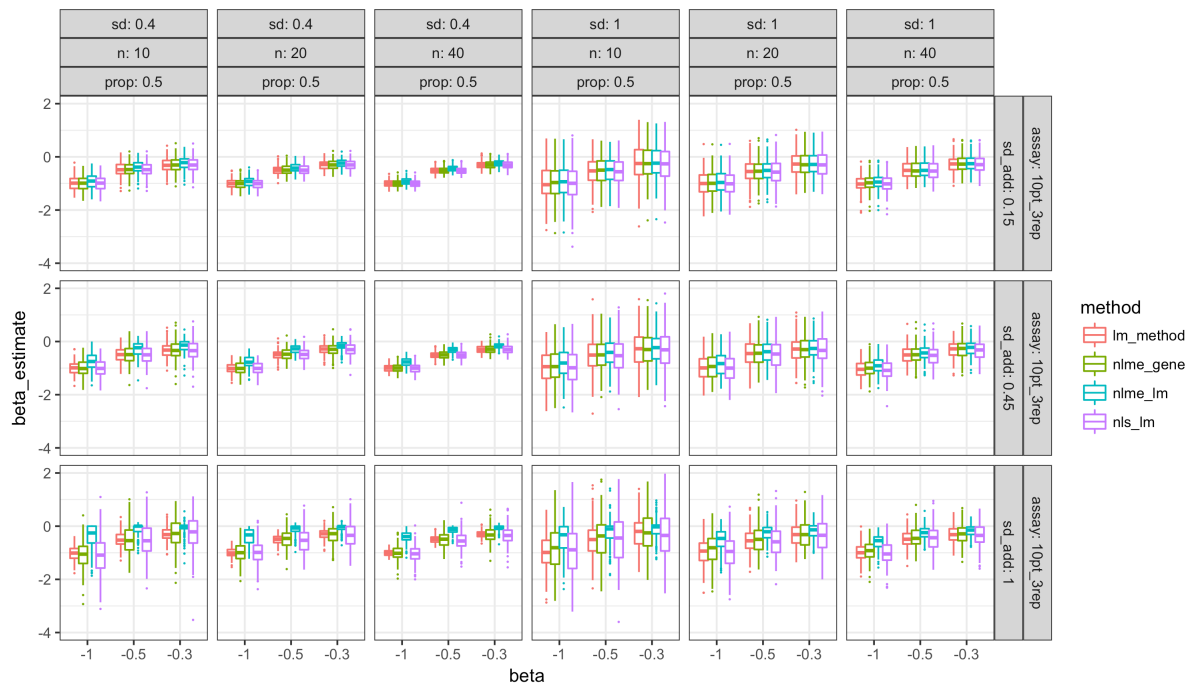 sd: 0.4 sd: 0.4 sd: 0.4 sd: 1 sd: 1 sd: 1
n: 10 n: 20 n: 40 n: 10 n: 20 n: 40
prop: 0.5 prop: 0.5 prop: 0.5 prop: 0.5 prop: 0.5 prop: 0.5
2
0
-2
-4
sd_add: 0.15
assay: 10pt_3rep
2
0
-2
-4
sd_add: 0.45
assay: 10pt_3rep
2
0
-2
-4
sd_add: 1
assay: 10pt_3rep
beta_estimate
-1 -0.5 -0.3 -1 -0.5 -0.3 -1 -0.5 -0.3 -1 -0.5 -0.3 -1 -0.5 -0.3 -1 -0.5 -0.3
beta
method
lm_method
nlme_gene
nlme_lm
nls_lm